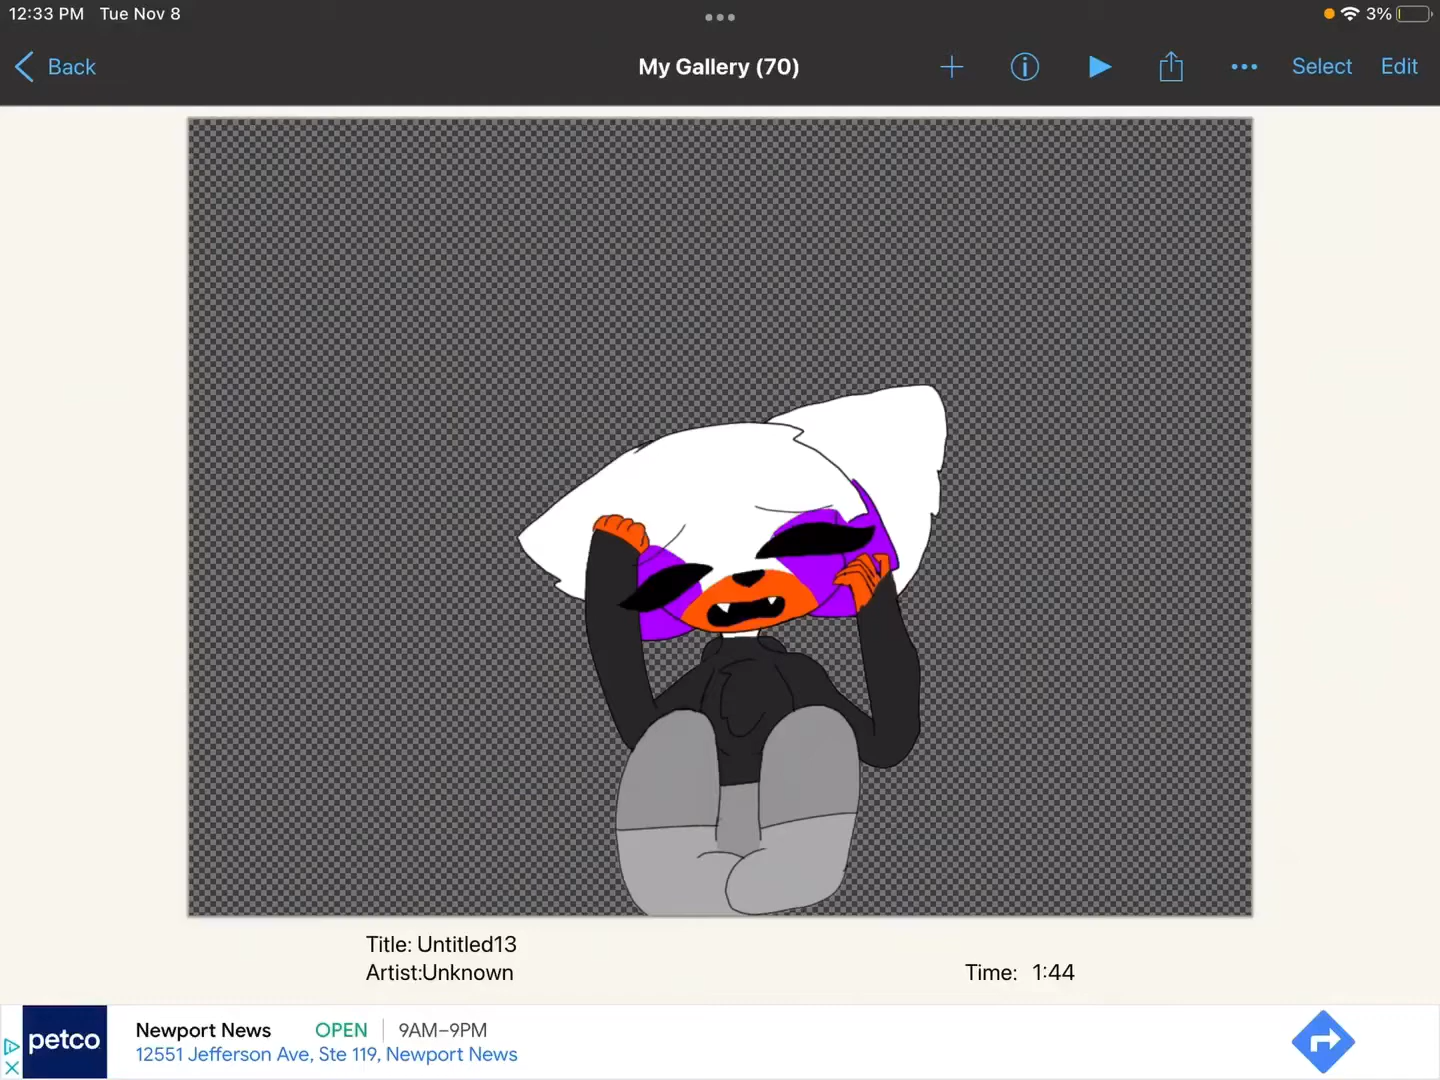 12:33 PM Tue Nov 8
3%
Back
My Gallery (70)
Select
Edit
Title: Untitled13
Artist:Unknown
Time: 1:44
petco
Newport News OPEN 9AM–9PM
12551 Jefferson Ave, Ste 119, Newport News